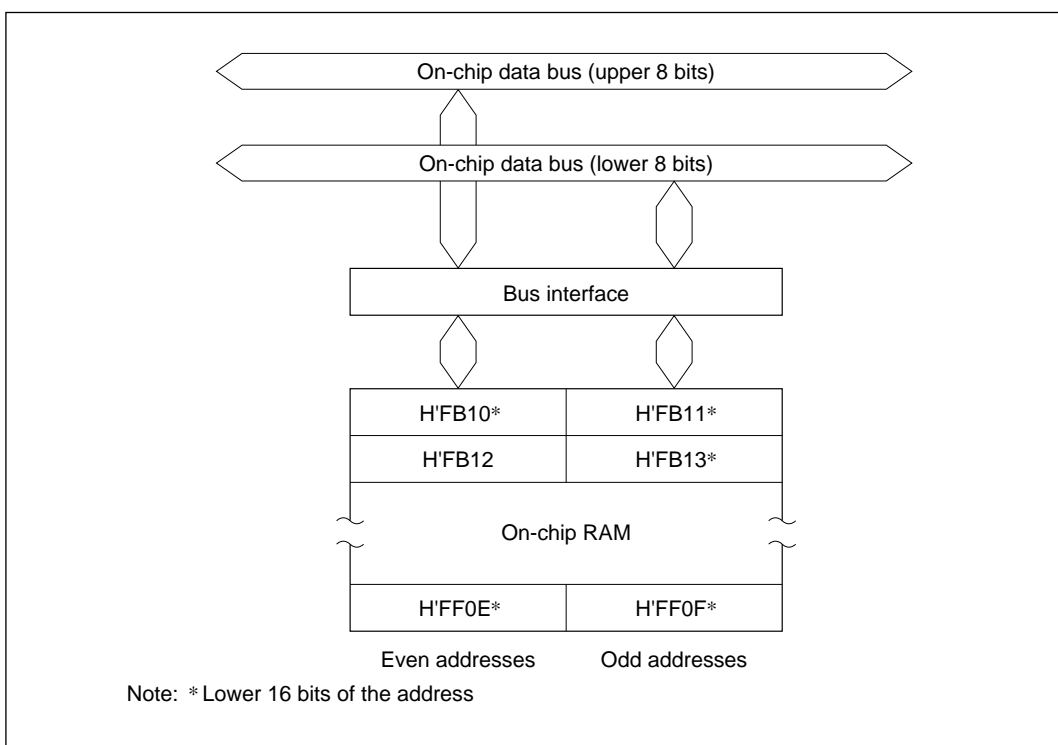 On-chip data bus (upper 8 bits)
On-chip data bus (lower 8 bits)
Bus interface
H'FB10* H'FB11*
H'FB12 H'FB13*
On-chip RAM
H'FF0E* H'FF0F*
Even addresses Odd addresses
Note: * Lower 16 bits of the address